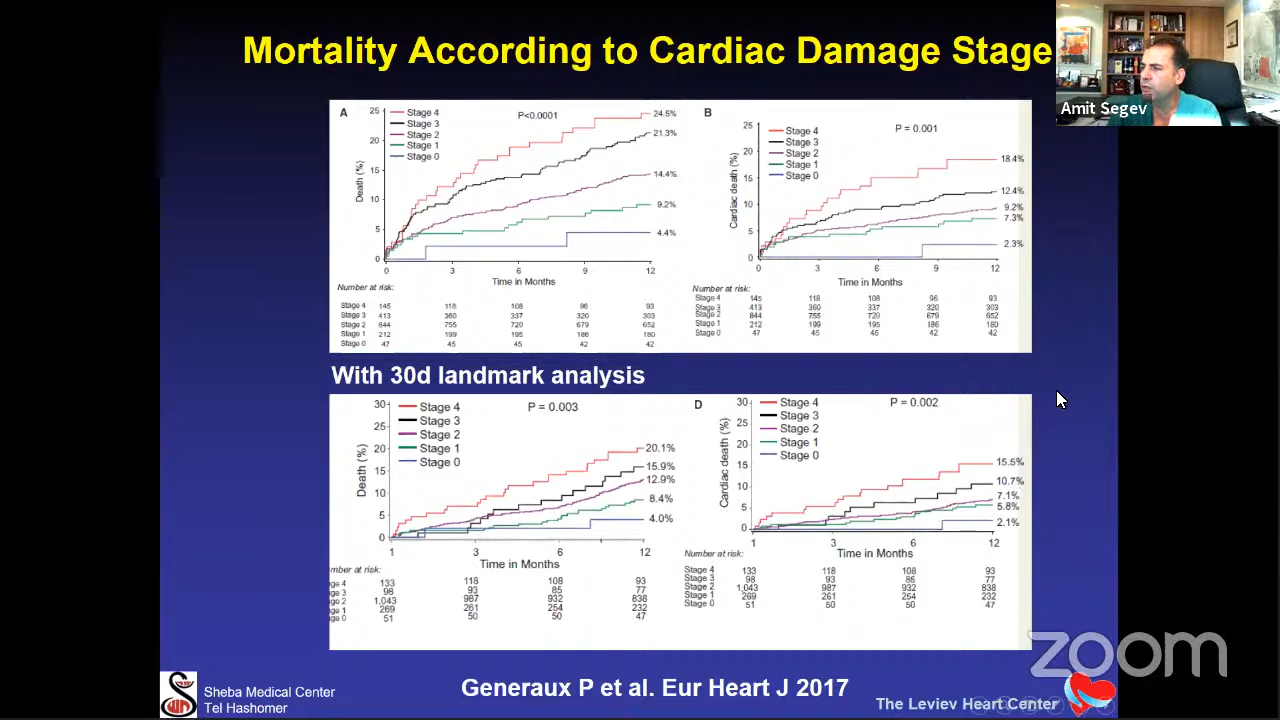 Mortality According to Cardiac Damage Stage
Amit Segev
A
P<0.0001
Stage 4
Stage 3
Stage 2
Stage 1
Stage 0
Death (%)
25
20
15
10
5
0
24.5%
21.3%
14.4%
9.2%
4.4%
0 3 6 9 12
Time in Months
Number at risk:
Stage 4 145 118 108 96 93
Stage 3 413 360 337 320 303
Stage 2 844 755 720 679 652
Stage 1 212 199 195 186 180
Stage 0 47 45 45 42 42
B
P = 0.001
Stage 4
Stage 3
Stage 2
Stage 1
Stage 0
Cardiac death (%)
25
20
15
10
5
0
18.4%
12.4%
9.2%
7.3%
2.3%
0 3 6 9 12
Time in Months
Number at risk:
Stage 4 145 118 108 96 93
Stage 3 413 360 337 320 303
Stage 2 844 755 720 679 652
Stage 1 212 199 195 186 180
Stage 0 47 45 45 42 42
With 30d landmark analysis
P = 0.003
Stage 4
Stage 3
Stage 2
Stage 1
Stage 0
Death (%)
30
25
20
15
10
5
0
20.1%
15.9%
12.9%
8.4%
4.0%
1 3 6 12
Time in Months
mber at risk:
age 4 133 118 108 93
age 3 98 93 85 77
age 2 1,043 987 932 838
age 1 269 261 254 232
age 0 51 50 50 47
D
P = 0.002
Stage 4
Stage 3
Stage 2
Stage 1
Stage 0
Cardiac death (%)
30
25
20
15
10
5
0
15.5%
10.7%
7.1%
5.8%
2.1%
1 3 6 12
Time in Months
Number at risk:
Stage 4 133 118 108 93
Stage 3 98 93 85 77
Stage 2 1,043 987 932 838
Stage 1 269 261 254 232
Stage 0 51 50 50 47
zoom
Sheba Medical Center
Tel Hashomer
Generaux P et al. Eur Heart J 2017
The Leviev Heart Center